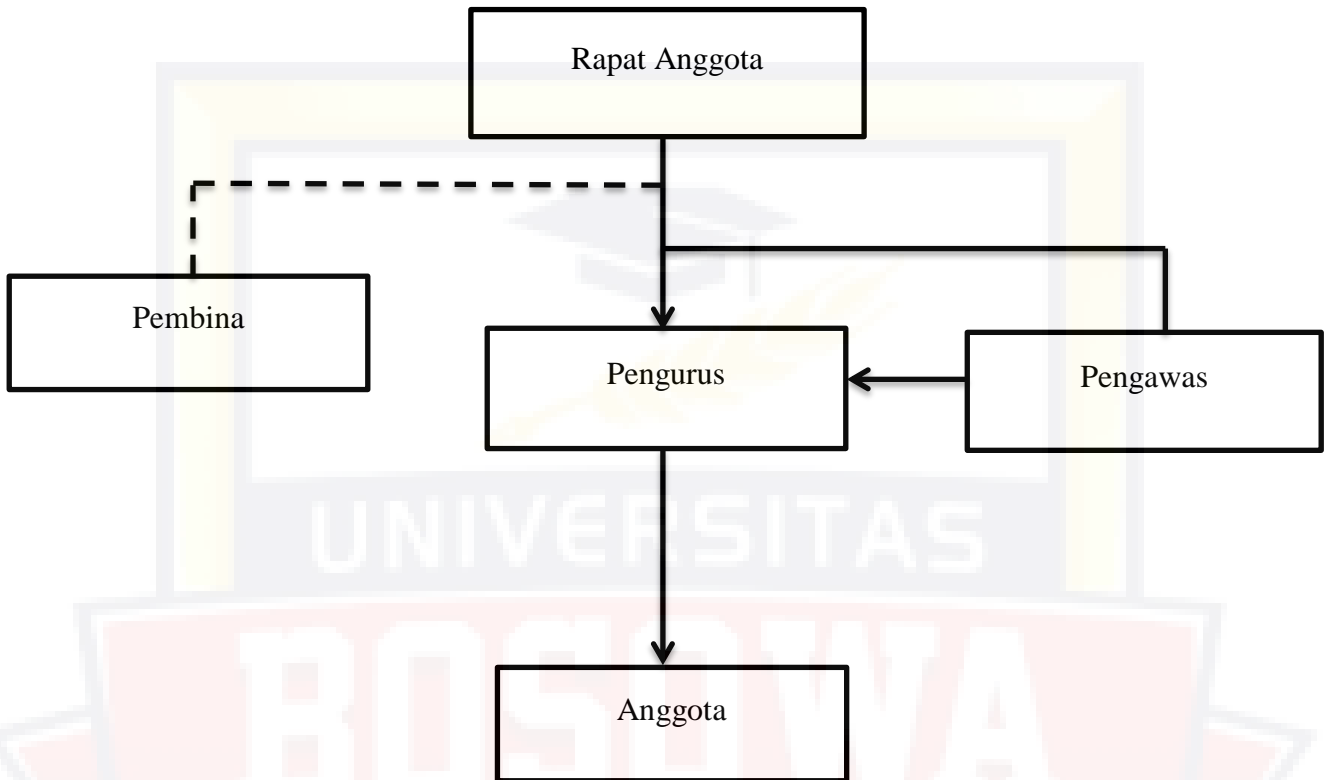 Rapat Anggota
Pembina
Pengurus
Pengawas
UNIVERSITAS
BOSOWA
Anggota